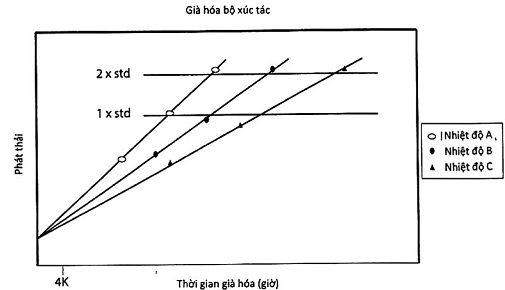 Già hóa bộ xúc tác
2 x std
1 x std
Phát thải
Nhiệt độ A
Nhiệt độ B
Nhiệt độ C
4K
Thời gian già hóa (giờ)